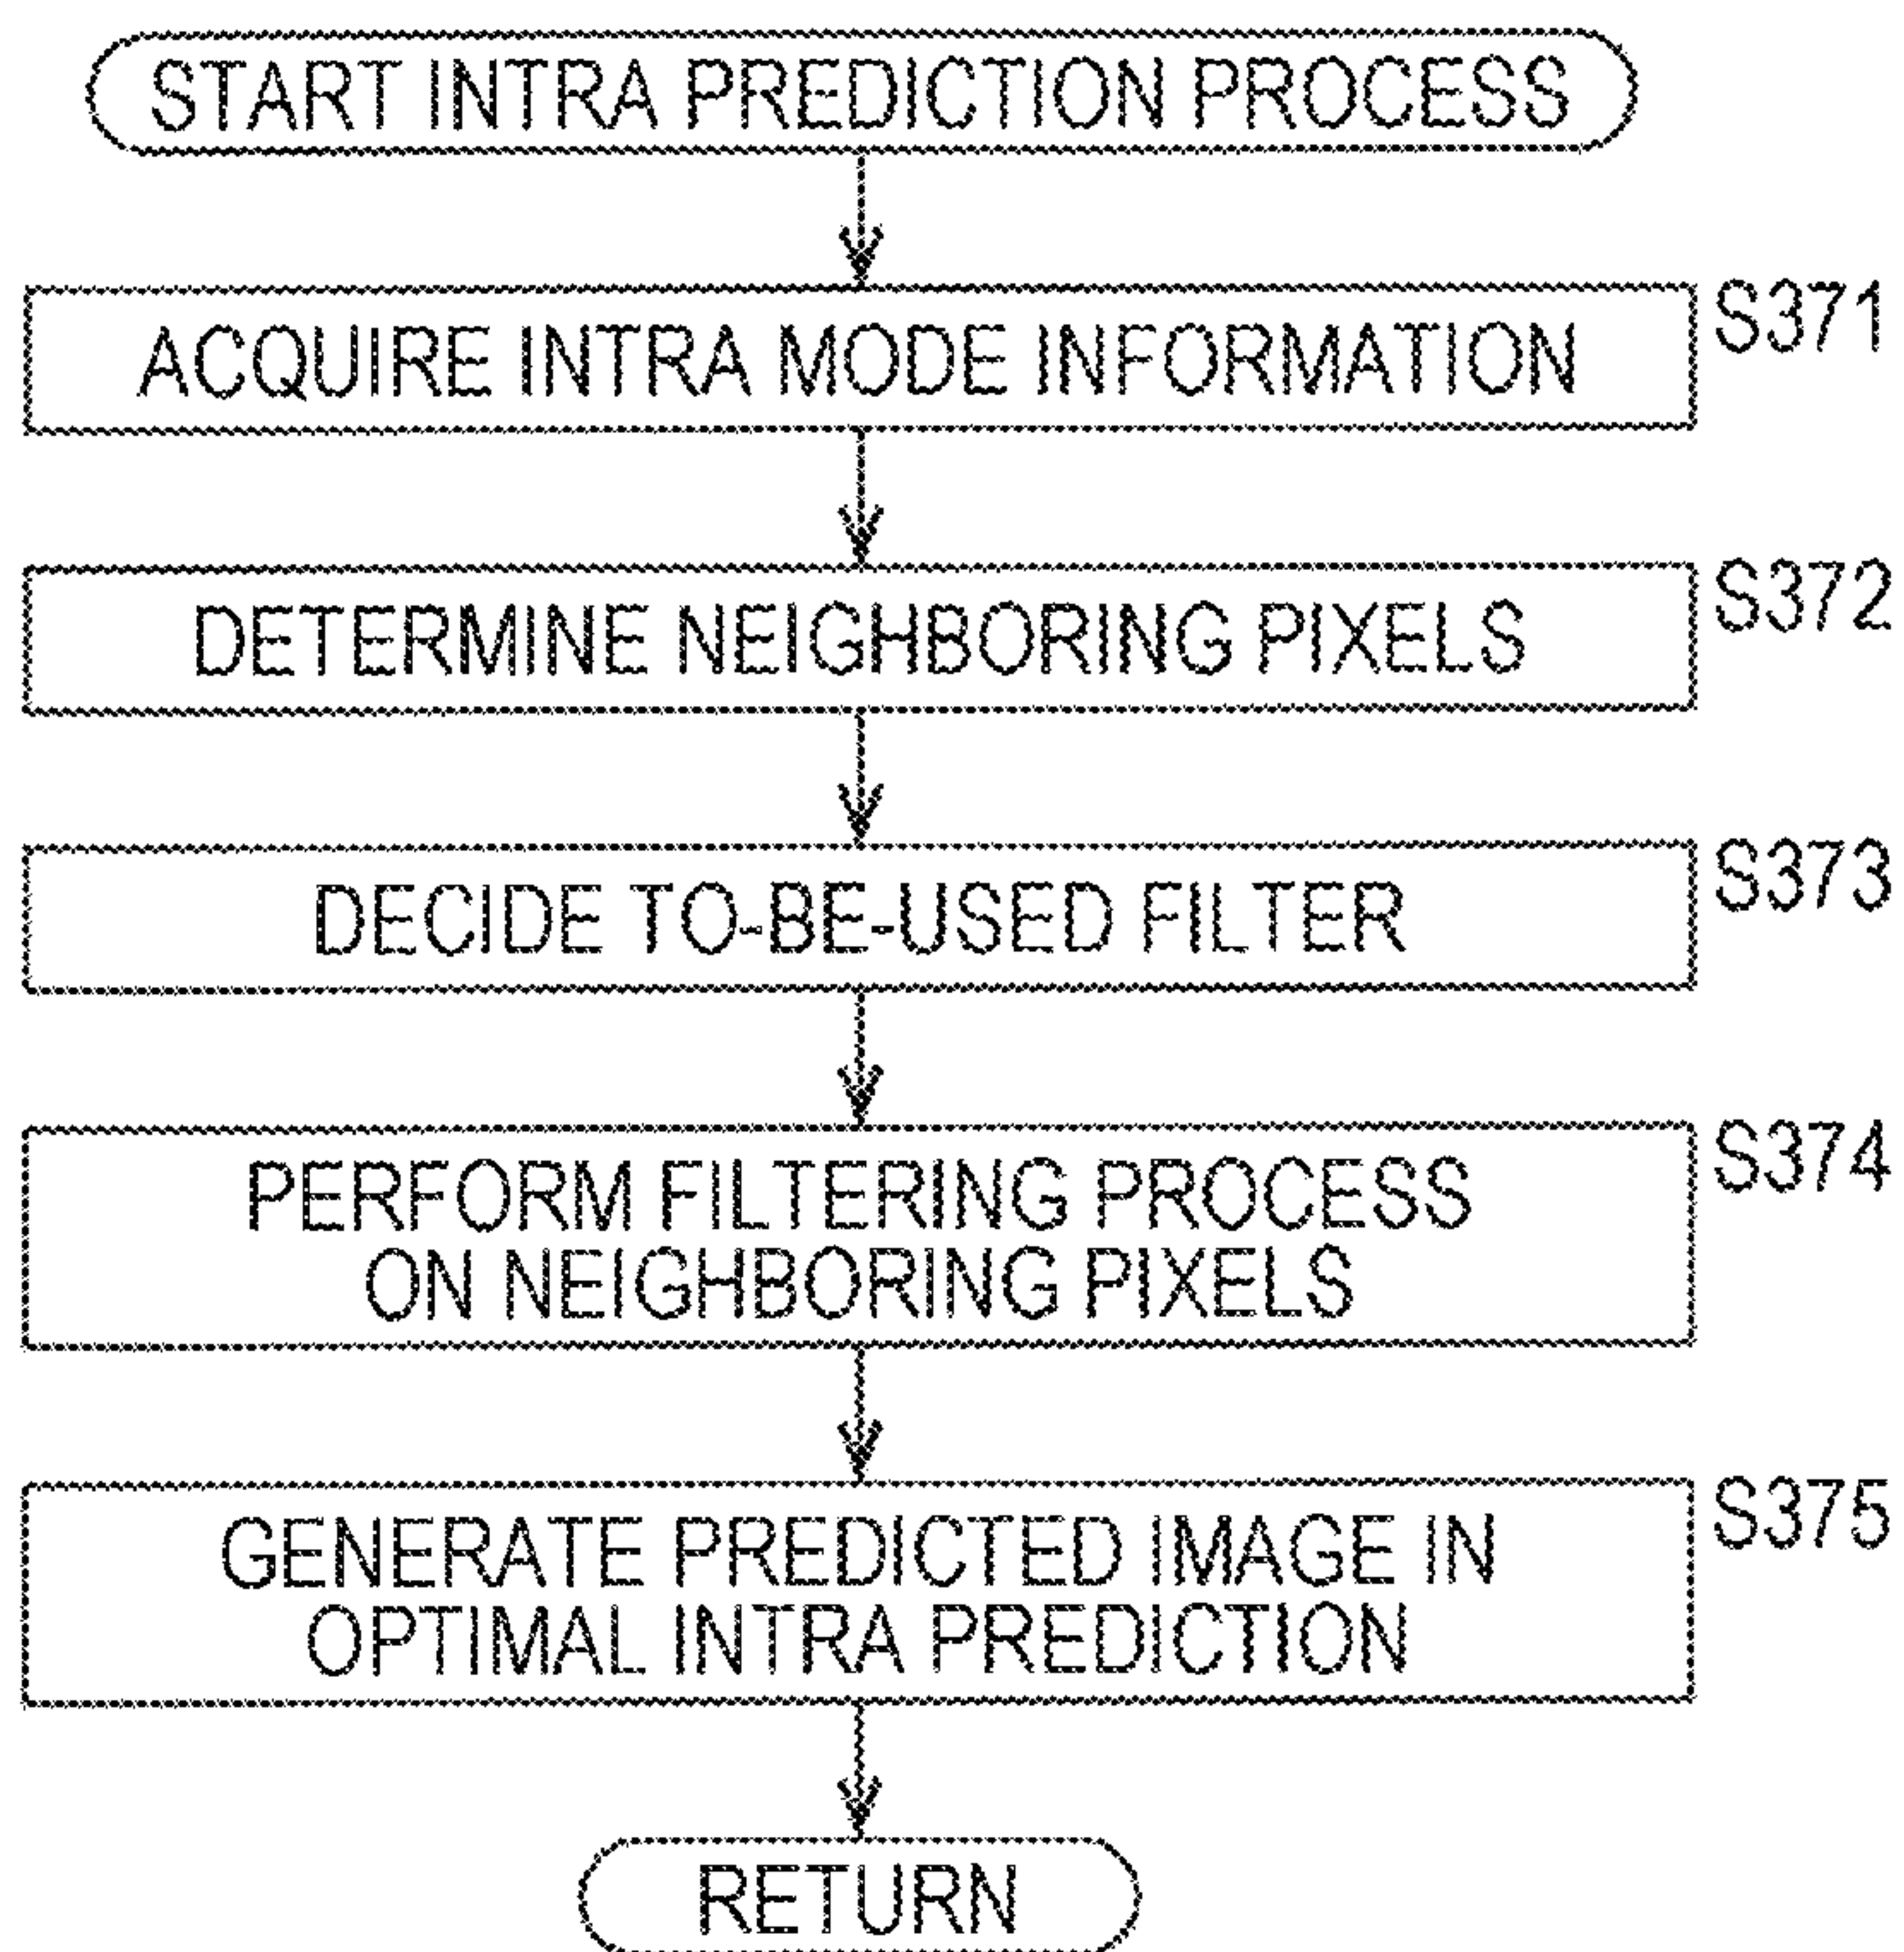 START INTRA PREDICTION PROCESS
ACQUIRE INTRA MODE INFORMATION
S371
DETERMINE NEIGHBORING PIXELS
S372
DECIDE TO-BE-USED FILTER
S373
PERFORM FILTERING PROCESS
ON NEIGHBORING PIXELS
S374
GENERATE PREDICTED IMAGE IN
OPTIMAL INTRA PREDICTION
S375
RETURN